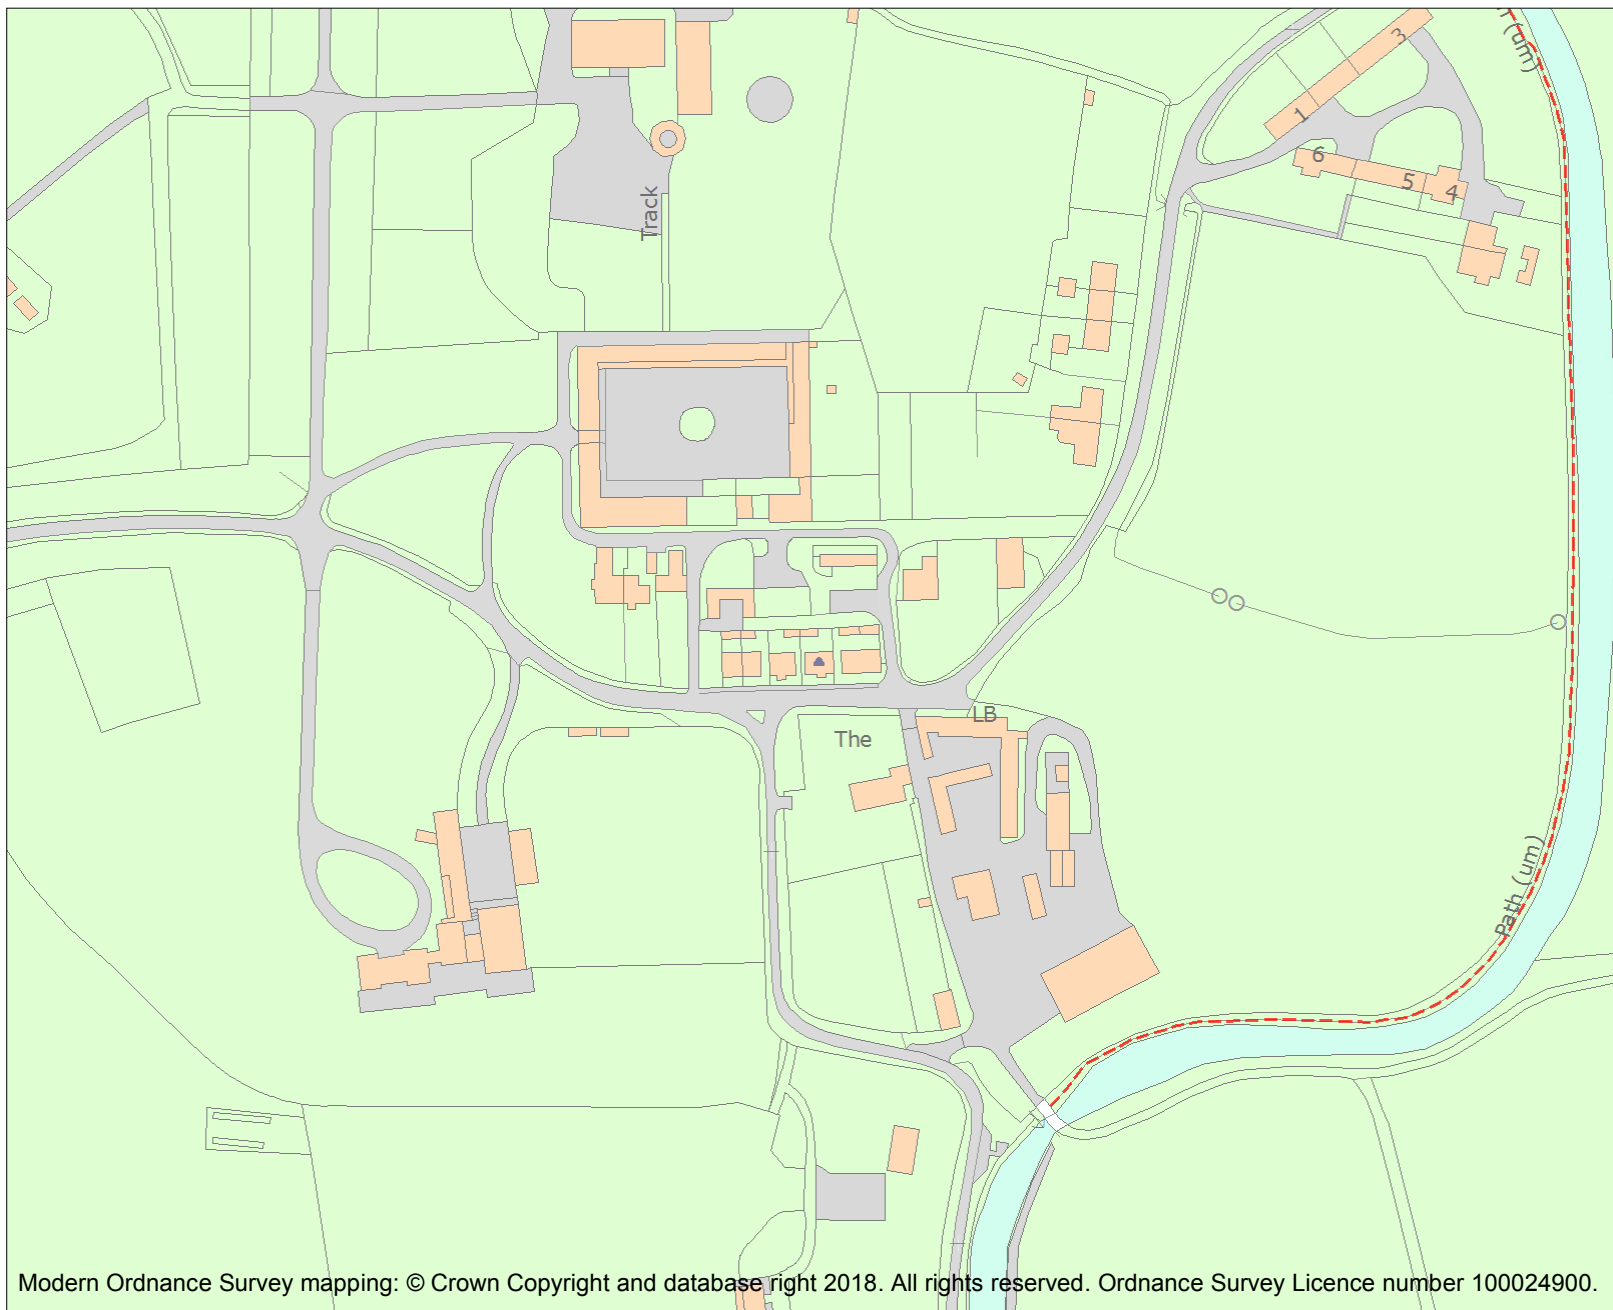 (um)
3
1
6
5
4
Track
LB
The
Path (um)
Modern Ordnance Survey mapping: © Crown Copyright and database right 2018. All rights reserved. Ordnance Survey Licence number 100024900.